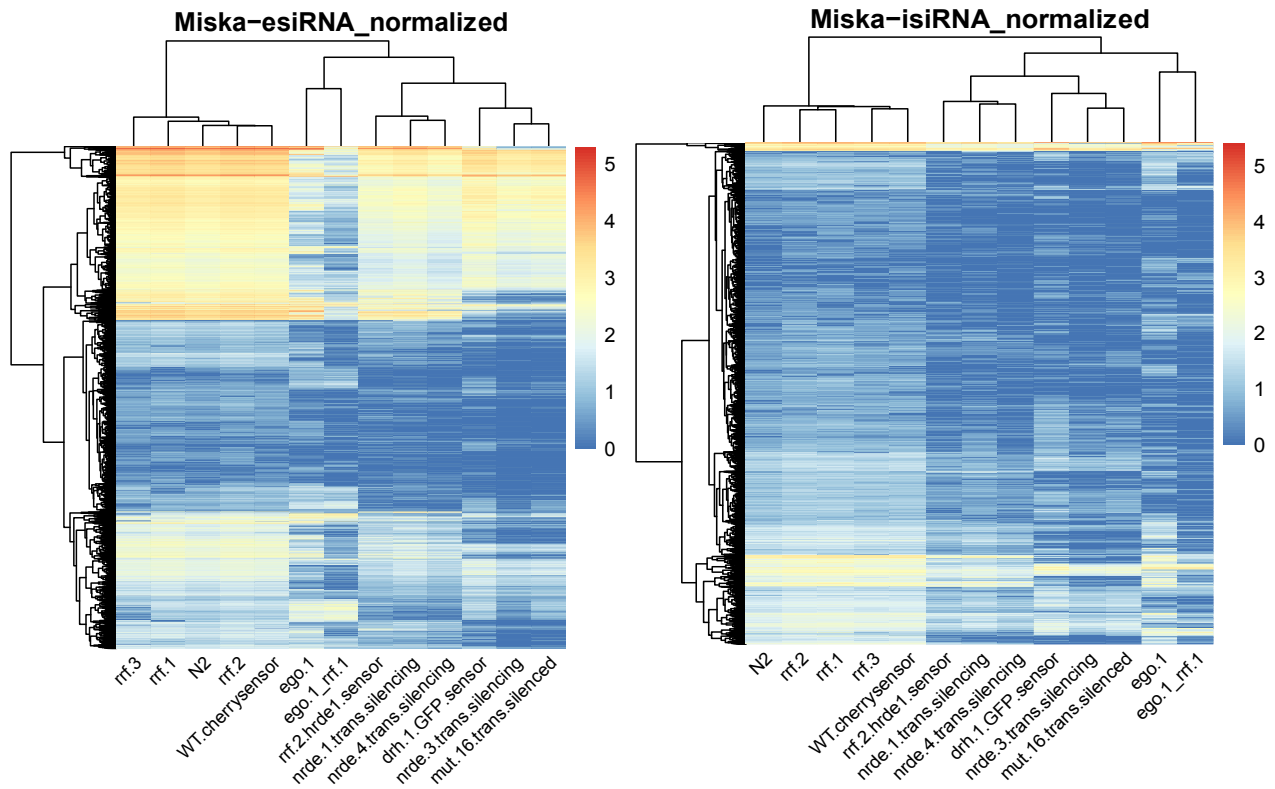 Miska−esiRNA_normalized
5
4
3
2
1
0
rrf.3
rrf.1
N2
rrf.2
WT.cherrysensor
ego.1
ego.1_rrf.1
rrf.2.hrde1.sensor
nrde.1.trans.silencing
nrde.4.trans.silencing
drh.1.GFP.sensor
nrde.3.trans.silencing
mut.16.trans.silenced
Miska−isiRNA_normalized
5
4
3
2
1
0
N2
rrf.2
rrf.1
rrf.3
WT.cherrysensor
rrf.2.hrde1.sensor
nrde.1.trans.silencing
nrde.4.trans.silencing
drh.1.GFP.sensor
nrde.3.trans.silencing
mut.16.trans.silenced
ego.1
ego.1_rrf.1